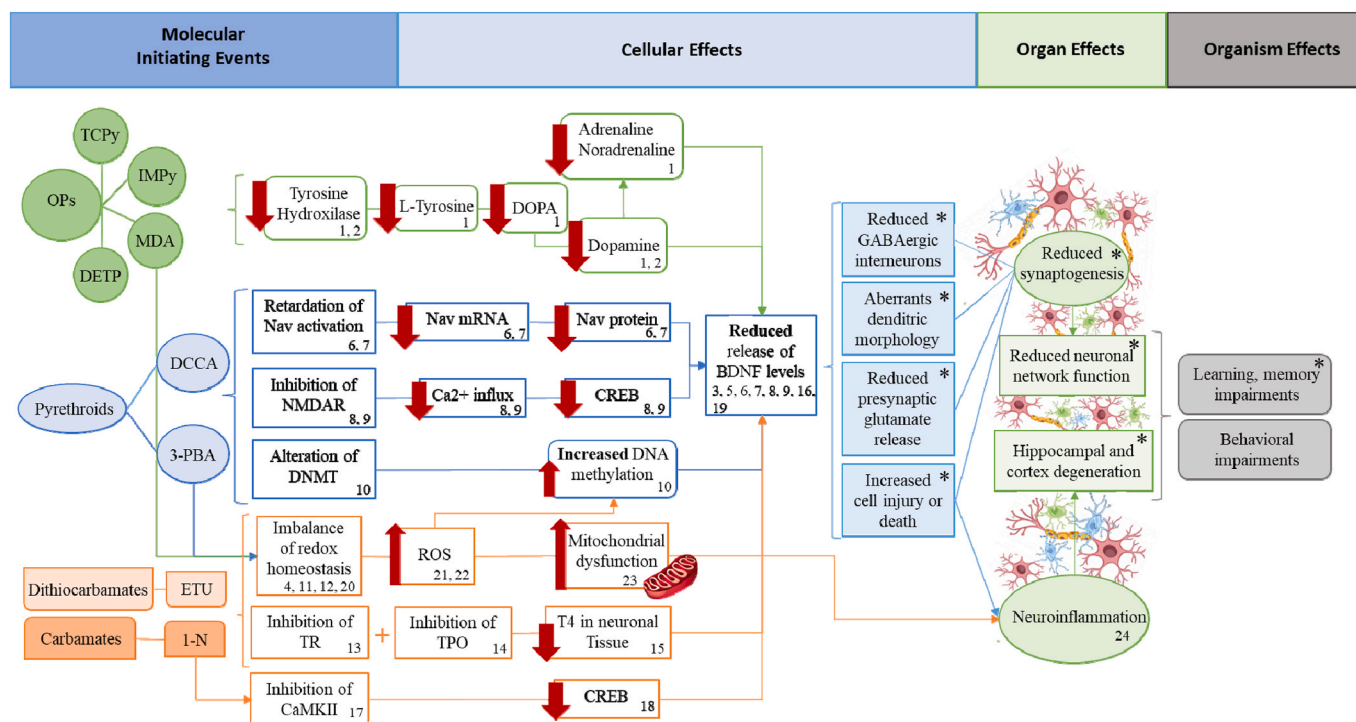 Molecular
Initiating Events
Cellular Effects
Organ Effects
Organism Effects
TCPy
OPs
IMPy
MDA
DETP
Tyrosine
Hydroxilase
1, 2
L-Tyrosine
1
DOPA
1
Adrenaline
Noradrenaline
1
Dopamine
1, 2
Pyrethroids
DCCA
3-PBA
Retardation of
Nav activation
6, 7
Nav mRNA
6, 7
Nav protein
6, 7
Inhibition of
NMDAR
8, 9
Ca2+ influx
8, 9
CREB
8, 9
Alteration of
DNMT
10
Increased DNA
methylation
10
Reduced
release of
BDNF levels
3, 5, 6, 7, 8, 9, 16,
19
Imbalance
of redox
homeostasis
4, 11, 12, 20
ROS
21, 22
Mitochondrial
dysfunction
23
Dithiocarbamates
ETU
Carbamates
1-N
Inhibition of
TR
13
+
Inhibition of
TPO
14
T4 in neuronal
Tissue
15
Inhibition of
CaMKII
17
CREB
18
Reduced *
GABAergic
interneurons
Aberrants *
denditric
morphology
Reduced *
presynaptic
glutamate
release
Increased *
cell injury or
death
Reduced *
synaptogenesis
Reduced neuronal *
network function
Hippocampal and *
cortex degeneration
Neuroinflammation
24
Learning, memory *
impairments
Behavioral
impairments